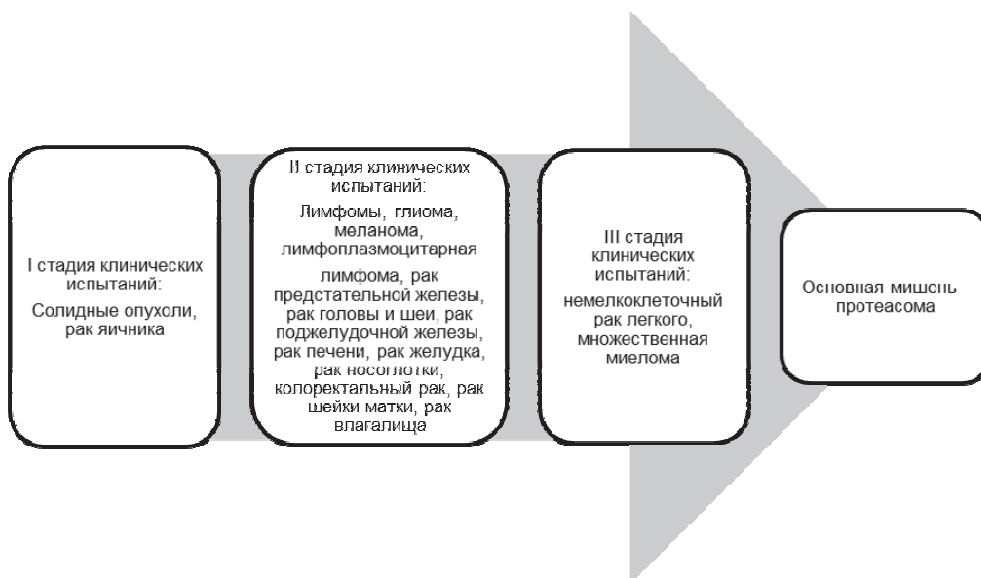 I стадия клинических
испытаний:
Солидные опухоли,
рак яичника
II стадия клинических
испытаний:
Лимфомы, глиома,
меланома,
лимфоплазмоцитарная
лимфома, рак
предстательной железы,
рак головы и шеи, рак
поджелудочной железы,
рак печени, рак желудка,
рак носоглотки,
колоректальный рак, рак
шейки матки, рак
влагалища
III стадия
клинических
испытаний:
немелкоклеточный
рак легкого,
множественная
миелома
Основная мишень
протеасома